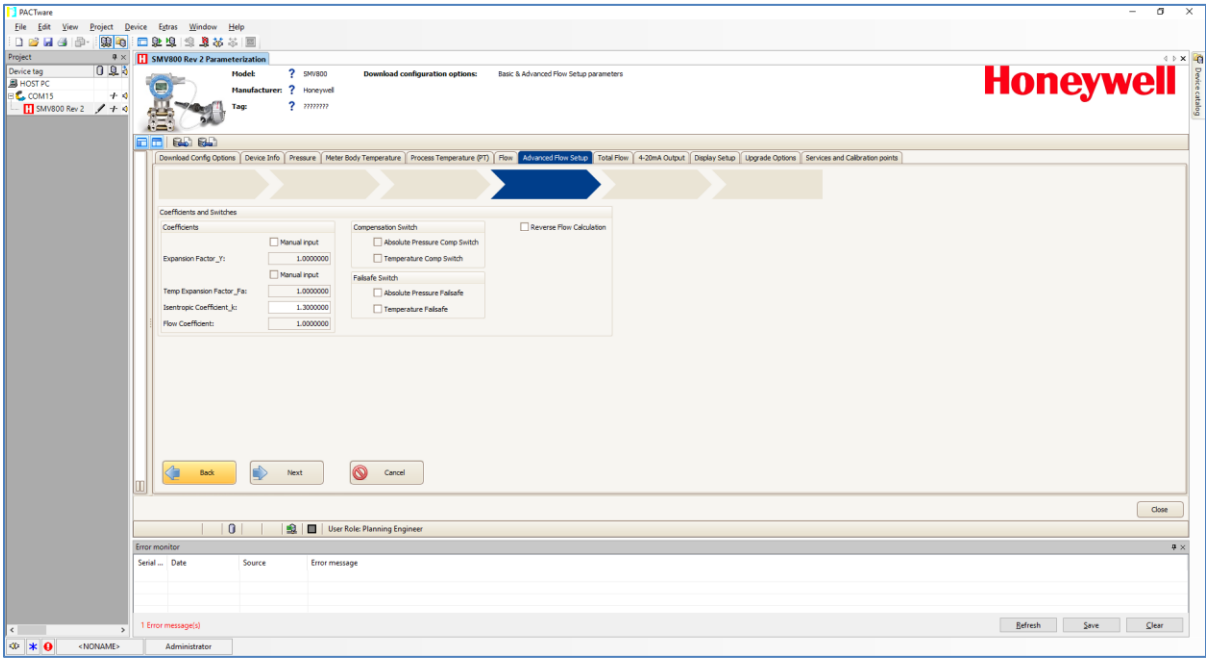 PACTware
File Edit View Project Device Extras Window Help
Project
SMV800 Rev 2 Parameterization
Device tag
HOST PC
COM15
SMV800 Rev 2
Model: ? SMV800 Download configuration options: Basic & Advanced Flow Setup parameters
Manufacturer: ? Honeywell
Tag: ? ????????
Honeywell
Device catalog
Download Config Options Device Info Pressure Meter Body Temperature Process Temperature (PT) Flow Advanced Flow Setup Total Flow 4-20mA Output Display Setup Upgrade Options Services and Calibration points
Coefficients and Switches
Coefficients
Manual input
Expansion Factor_Y: 1.0000000
Manual input
Temp Expansion Factor_Fa: 1.0000000
Isentropic Coefficient_k: 1.3000000
Flow Coefficient: 1.0000000
Compensation Switch
Absolute Pressure Comp Switch
Temperature Comp Switch
Failsafe Switch
Absolute Pressure Failsafe
Temperature Failsafe
Reverse Flow Calculation
Back Next Cancel
Close
User Role: Planning Engineer
Error monitor
Serial ... Date Source Error message
1 Error message(s)
Refresh Save Clear
<NONAME> Administrator